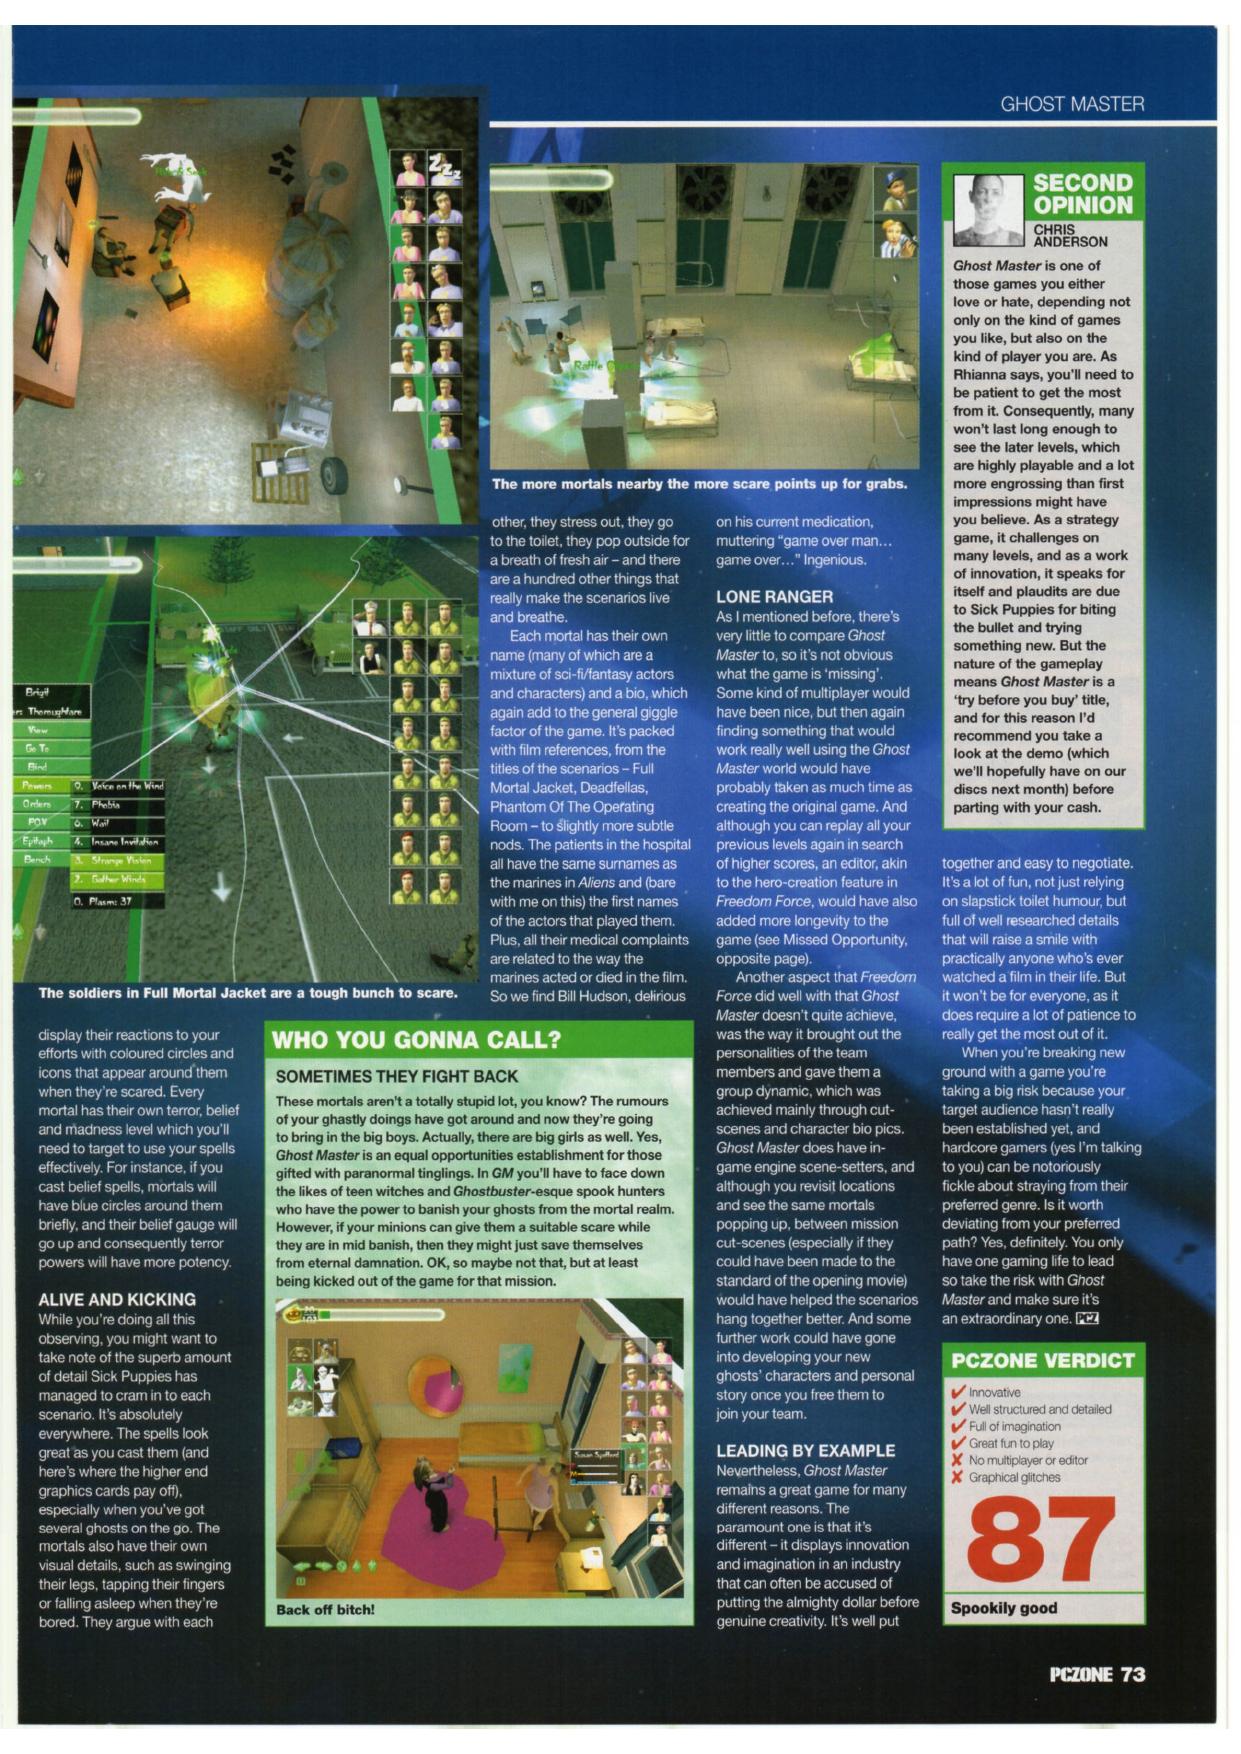 GHOST MASTER
The more mortals nearby the more scare points up for grabs.
Brigit
Thoroughfare
View
Go To
Bind
Powers
Orders
POV
Epitaph
Bench
9. Voice on the Wind
7. Phobia
6. Wail
4. Insane Invitation
3. Strange Vision
2. Gather Winds
0. Plasm: 37
The soldiers in Full Mortal Jacket are a tough bunch to scare.
display their reactions to your
efforts with coloured circles and
icons that appear around them
when they're scared. Every
mortal has their own terror, belief
and madness level which you'll
need to target to use your spells
effectively. For instance, if you
cast belief spells, mortals will
have blue circles around them
briefly, and their belief gauge will
go up and consequently terror
powers will have more potency.
ALIVE AND KICKING
While you're doing all this
observing, you might want to
take note of the superb amount
of detail Sick Puppies has
managed to cram in to each
scenario. It's absolutely
everywhere. The spells look
great as you cast them (and
here's where the higher end
graphics cards pay off),
especially when you've got
several ghosts on the go. The
mortals also have their own
visual details, such as swinging
their legs, tapping their fingers
or falling asleep when they're
bored. They argue with each
other, they stress out, they go
to the toilet, they pop outside for
a breath of fresh air – and there
are a hundred other things that
really make the scenarios live
and breathe.
Each mortal has their own
name (many of which are a
mixture of sci-fi/fantasy actors
and characters) and a bio, which
again add to the general giggle
factor of the game. It's packed
with film references, from the
titles of the scenarios – Full
Mortal Jacket, Deadfellas,
Phantom Of The Operating
Room – to slightly more subtle
nods. The patients in the hospital
all have the same surnames as
the marines in Aliens and (bare
with me on this) the first names
of the actors that played them.
Plus, all their medical complaints
are related to the way the
marines acted or died in the film.
So we find Bill Hudson, delirious
on his current medication,
muttering "game over man...
game over..." Ingenious.
LONE RANGER
As I mentioned before, there's
very little to compare Ghost
Master to, so it's not obvious
what the game is 'missing'.
Some kind of multiplayer would
have been nice, but then again
finding something that would
work really well using the Ghost
Master world would have
probably taken as much time as
creating the original game. And
although you can replay all your
previous levels again in search
of higher scores, an editor, akin
to the hero-creation feature in
Freedom Force, would have also
added more longevity to the
game (see Missed Opportunity,
opposite page).
Another aspect that Freedom
Force did well with that Ghost
Master doesn't quite achieve,
was the way it brought out the
personalities of the team
members and gave them a
group dynamic, which was
achieved mainly through cut-
scenes and character bio pics.
Ghost Master does have in-
game engine scene-setters, and
although you revisit locations
and see the same mortals
popping up, between mission
cut-scenes (especially if they
could have been made to the
standard of the opening movie)
would have helped the scenarios
hang together better. And some
further work could have gone
into developing your new
ghosts' characters and personal
story once you free them to
join your team.
LEADING BY EXAMPLE
Nevertheless, Ghost Master
remains a great game for many
different reasons. The
paramount one is that it's
different – it displays innovation
and imagination in an industry
that can often be accused of
putting the almighty dollar before
genuine creativity. It's well put
together and easy to negotiate.
It's a lot of fun, not just relying
on slapstick toilet humour, but
full of well researched details
that will raise a smile with
practically anyone who's ever
watched a film in their life. But
it won't be for everyone, as it
does require a lot of patience to
really get the most out of it.
When you're breaking new
ground with a game you're
taking a big risk because your
target audience hasn't really
been established yet, and
hardcore gamers (yes I'm talking
to you) can be notoriously
fickle about straying from their
preferred genre. Is it worth
deviating from your preferred
path? Yes, definitely. You only
have one gaming life to lead
so take the risk with Ghost
Master and make sure it's
an extraordinary one. PCZ
SECOND
OPINION
CHRIS
ANDERSON
Ghost Master is one of
those games you either
love or hate, depending not
only on the kind of games
you like, but also on the
kind of player you are. As
Rhianna says, you'll need to
be patient to get the most
from it. Consequently, many
won't last long enough to
see the later levels, which
are highly playable and a lot
more engrossing than first
impressions might have
you believe. As a strategy
game, it challenges on
many levels, and as a work
of innovation, it speaks for
itself and plaudits are due
to Sick Puppies for biting
the bullet and trying
something new. But the
nature of the gameplay
means Ghost Master is a
'try before you buy' title,
and for this reason I'd
recommend you take a
look at the demo (which
we'll hopefully have on our
discs next month) before
parting with your cash.
WHO YOU GONNA CALL?
SOMETIMES THEY FIGHT BACK
These mortals aren't a totally stupid lot, you know? The rumours
of your ghastly doings have got around and now they're going
to bring in the big boys. Actually, there are big girls as well. Yes,
Ghost Master is an equal opportunities establishment for those
gifted with paranormal tinglings. In GM you'll have to face down
the likes of teen witches and Ghostbuster-esque spook hunters
who have the power to banish your ghosts from the mortal realm.
However, if your minions can give them a suitable scare while
they are in mid banish, then they might just save themselves
from eternal damnation. OK, so maybe not that, but at least
being kicked out of the game for that mission.
Back off bitch!
PCZONE VERDICT
✓ Innovative
✓ Well structured and detailed
✓ Full of imagination
✓ Great fun to play
✗ No multiplayer or editor
✗ Graphical glitches
87
Spookily good
PCZONE 73